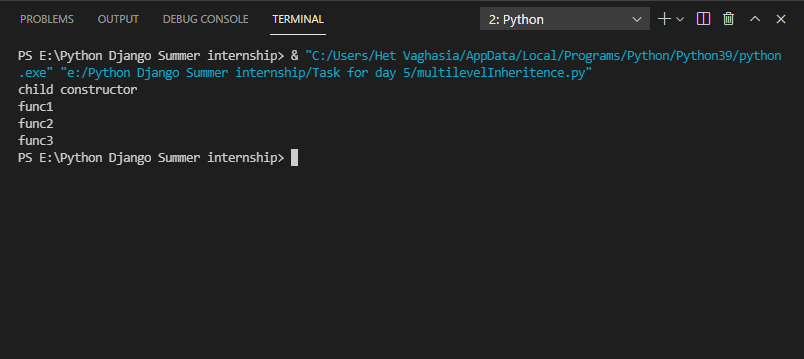 PROBLEMS OUTPUT DEBUG CONSOLE TERMINAL 2: Python
PS E:\Python Django Summer internship> & "C:/Users/Het Vaghasia/AppData/Local/Programs/Python/Python39/python
.exe" "e:/Python Django Summer internship/Task for day 5/multilevelInheritence.py"
child constructor
func1
func2
func3
PS E:\Python Django Summer internship>